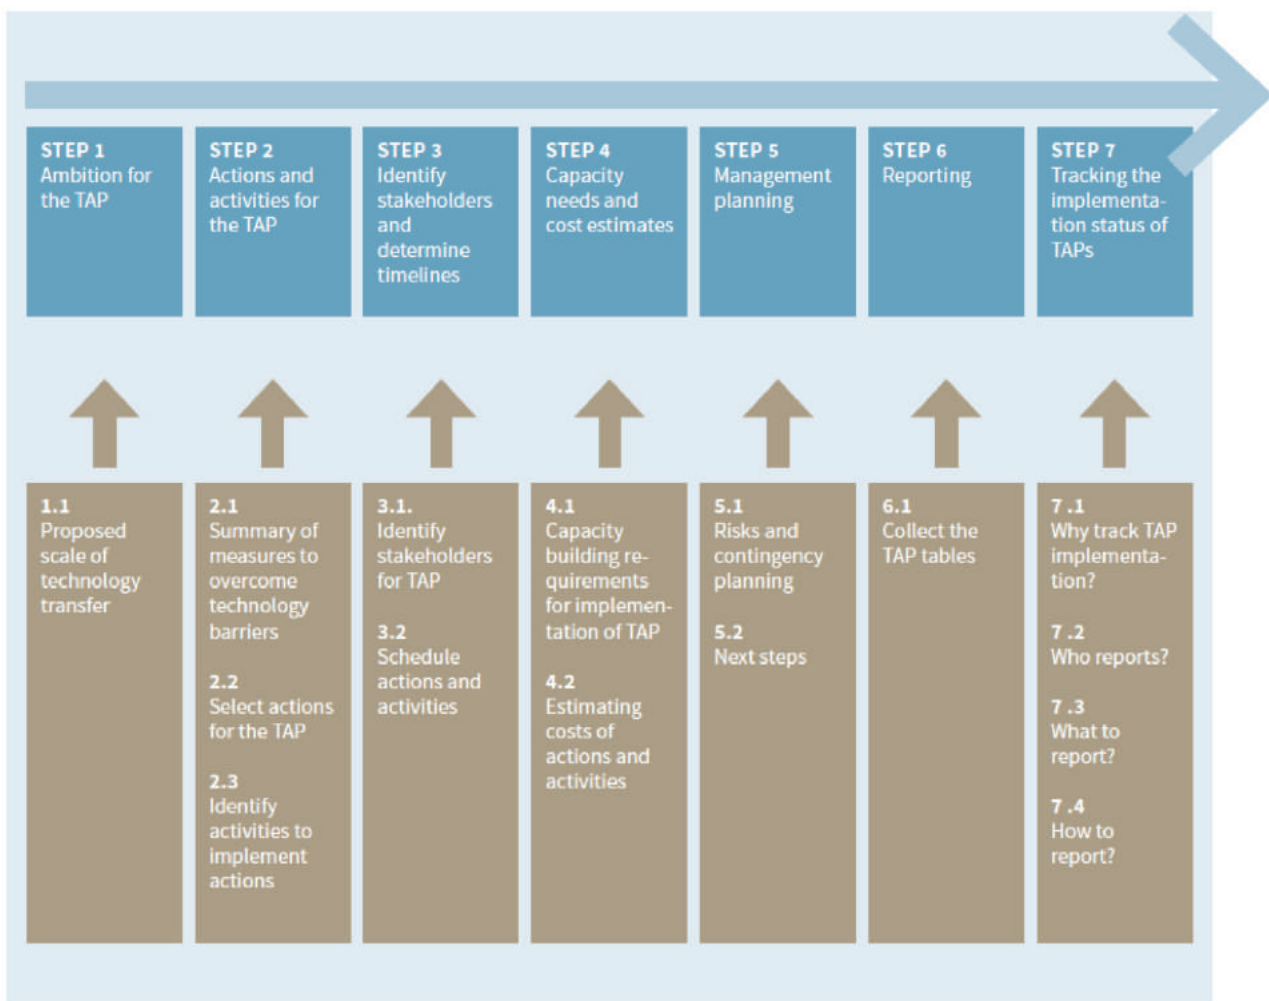 STEP 1
Ambition for
the TAP
STEP 2
Actions and
activities for
the TAP
STEP 3
Identify
stakeholders
and
determine
timelines
STEP 4
Capacity
needs and
cost estimates
STEP 5
Management
planning
STEP 6
Reporting
STEP 7
Tracking the
implementa-
tion status of
TAPs
1.1
Proposed
scale of
technology
transfer
2.1
Summary of
measures to
overcome
technology
barriers
2.2
Select actions
for the TAP
2.3
Identify
activities to
implement
actions
3.1.
Identify
stakeholders
for TAP
3.2
Schedule
actions and
activities
4.1
Capacity
building re-
quirements
for implemen-
tation of TAP
4.2
Estimating
costs of
actions and
activities
5.1
Risks and
contingency
planning
5.2
Next steps
6.1
Collect the
TAP tables
7 .1
Why track TAP
implementa-
tion?
7 .2
Who reports?
7 .3
What to
report?
7 .4
How to
report?